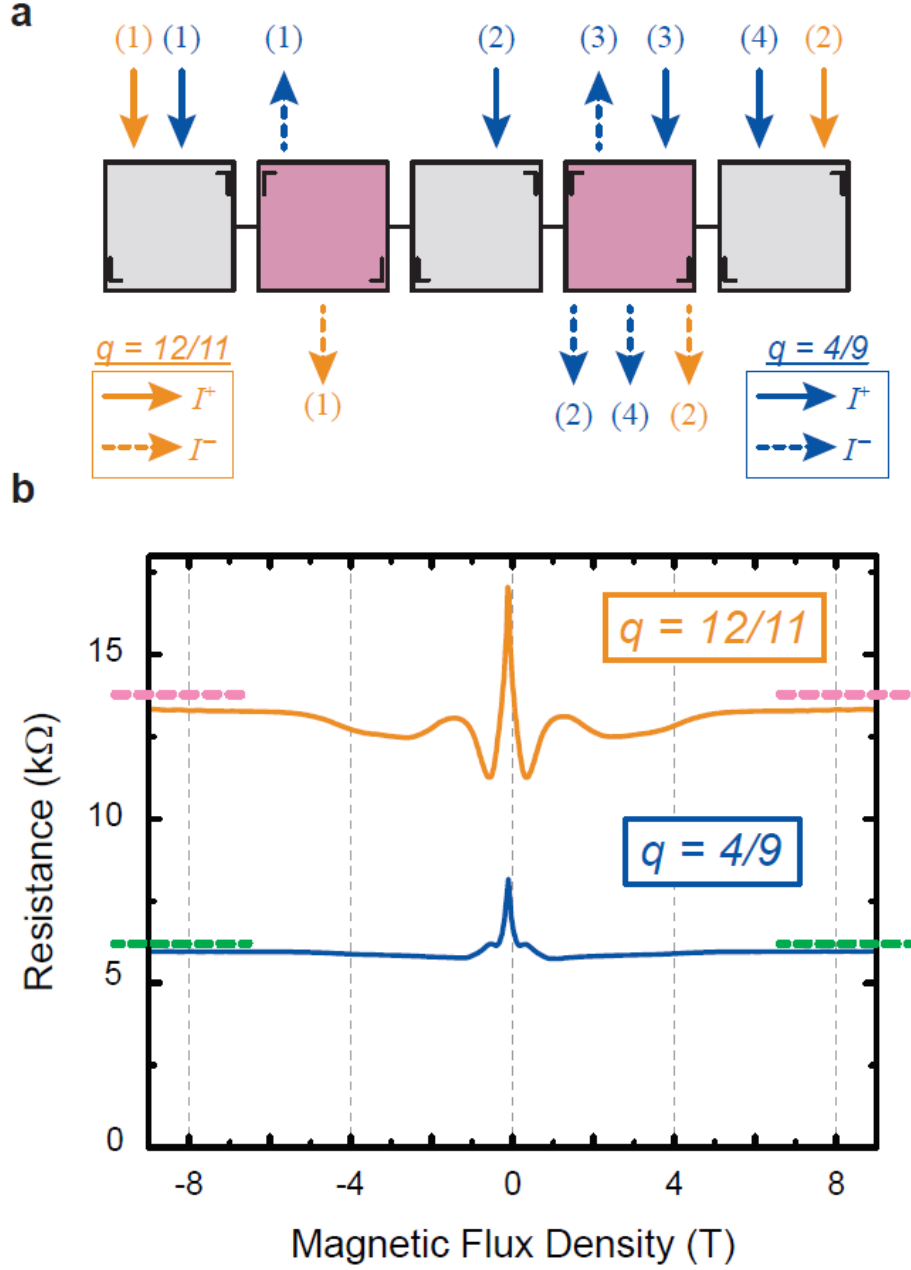 a
(1) (1) (1) (2) (3) (3) (4) (2)
q = 12/11
I+
I−
(1)
(2) (4) (2)
q = 4/9
I+
I−
b
q = 12/11
q = 4/9
15
10
5
0
-8 -4 0 4 8
Resistance (kΩ)
Magnetic Flux Density (T)